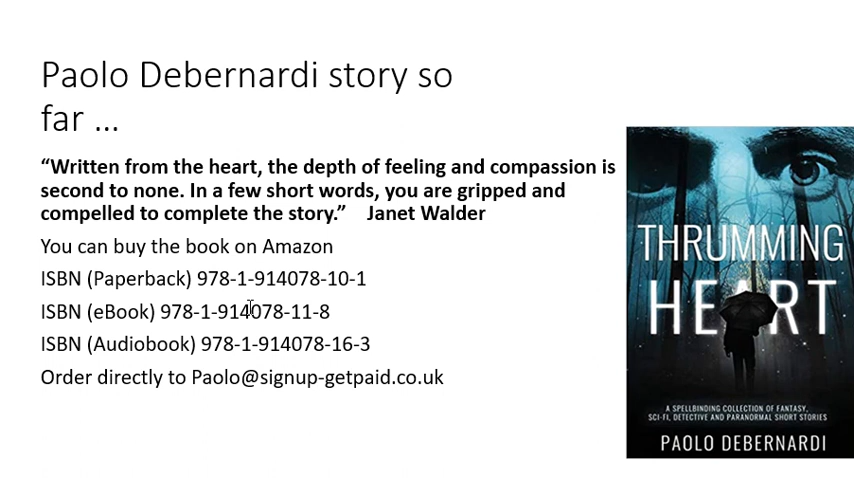 Paolo Debernardi story so
far …
“Written from the heart, the depth of feeling and compassion is
second to none. In a few short words, you are gripped and
compelled to complete the story.” Janet Walder
You can buy the book on Amazon
ISBN (Paperback) 978-1-914078-10-1
ISBN (eBook) 978-1-914078-11-8
ISBN (Audiobook) 978-1-914078-16-3
Order directly to Paolo@signup-getpaid.co.uk
THRUMMING
HEART
A SPELLBINDING COLLECTION OF FANTASY,
SCI-FI, DETECTIVE AND PARANORMAL SHORT STORIES
PAOLO DEBERNARDI